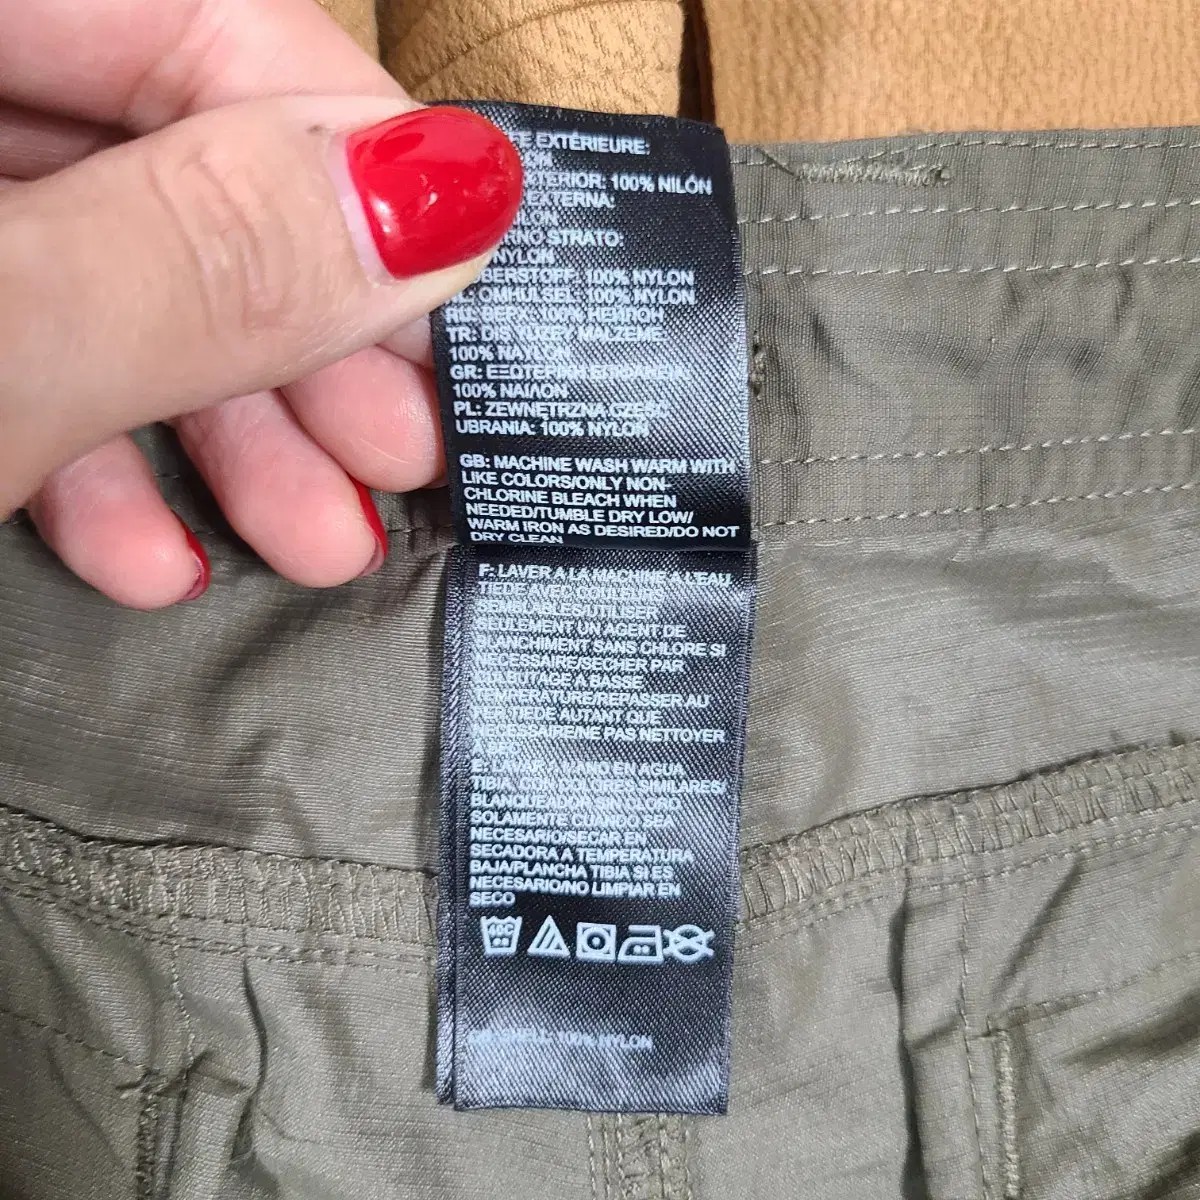 EXTÉRIEURE:
100% NILÓN
EXTERNA:
STRATO:
NYLON
100% NYLON
OMHULSEL: 100% NYLON
RU: ВЕРХ: 100% НЕЙЛОН
TR: DIŞ YÜZEY MALZEME:
100% NAYLON
GR: ΕΞΩΤΕΡΙΚΗ ΕΠΙΦΑΝΕΙΑ:
100% ΝΑΙΛΟΝ
PL: ZEWNĘTRZNA CZĘŚĆ
UBRANIA: 100% NYLON
GB: MACHINE WASH WARM WITH
LIKE COLORS/ONLY NON-
CHLORINE BLEACH WHEN
NEEDED/TUMBLE DRY LOW/
WARM IRON AS DESIRED/DO NOT
DRY CLEAN
F: LAVER A LA MACHINE A L'EAU
TIEDE AVEC COULEURS
SEMBLABLES/UTILISER
SEULEMENT UN AGENT DE
BLANCHIMENT SANS CHLORE SI
NECESSAIRE/SECHER PAR
CULBUTAGE A BASSE
TEMPERATURE/REPASSER AU
FER TIEDE AUTANT QUE
NECESSAIRE/NE PAS NETTOYER
A SEC
EN AGUA
TIBIA COLORES SIMILARES/
BLANQUEADOR SIN CLORO
SOLAMENTE CUANDO SEA
NECESARIO/SECAR EN
SECADORA A TEMPERATURA
BAJA/PLANCHA TIBIA SI ES
NECESARIO/NO LIMPIAR EN
SECO
40C
SHELL: 100% NYLON